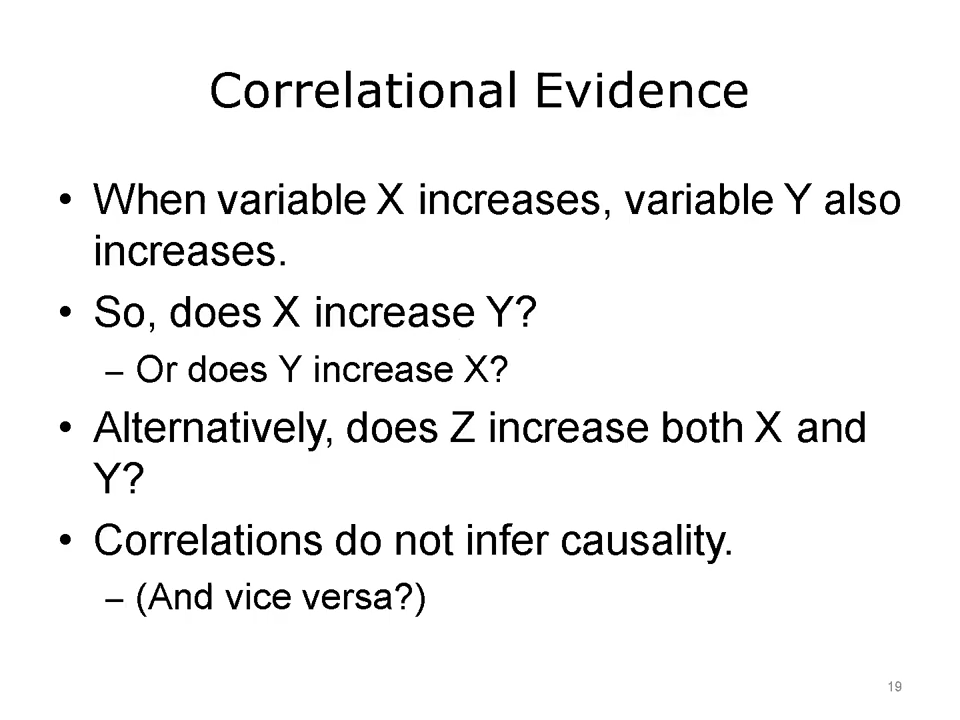 Correlational Evidence
• When variable X increases, variable Y also
increases.
• So, does X increase Y?
– Or does Y increase X?
• Alternatively, does Z increase both X and
Y?
• Correlations do not infer causality.
– (And vice versa?)
19